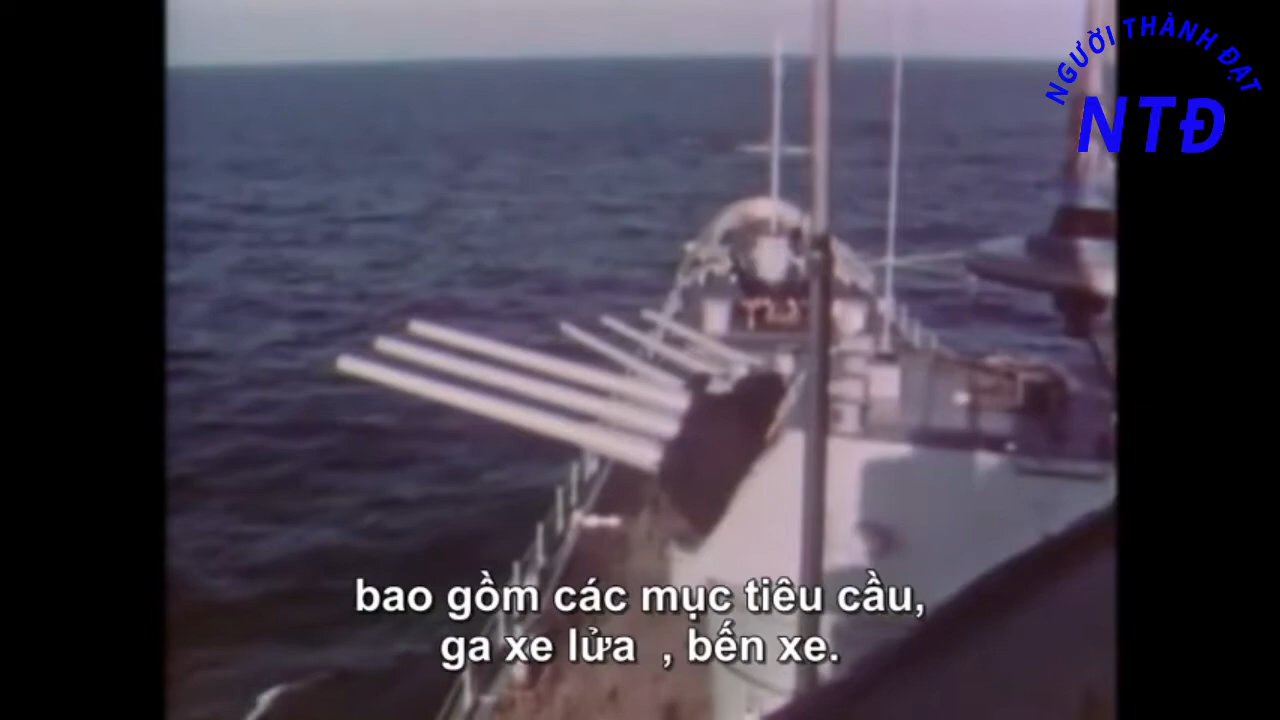 NGƯỜI THÀNH ĐẠT
NTĐ
bao gồm các mục tiêu cầu,
ga xe lửa , bến xe.